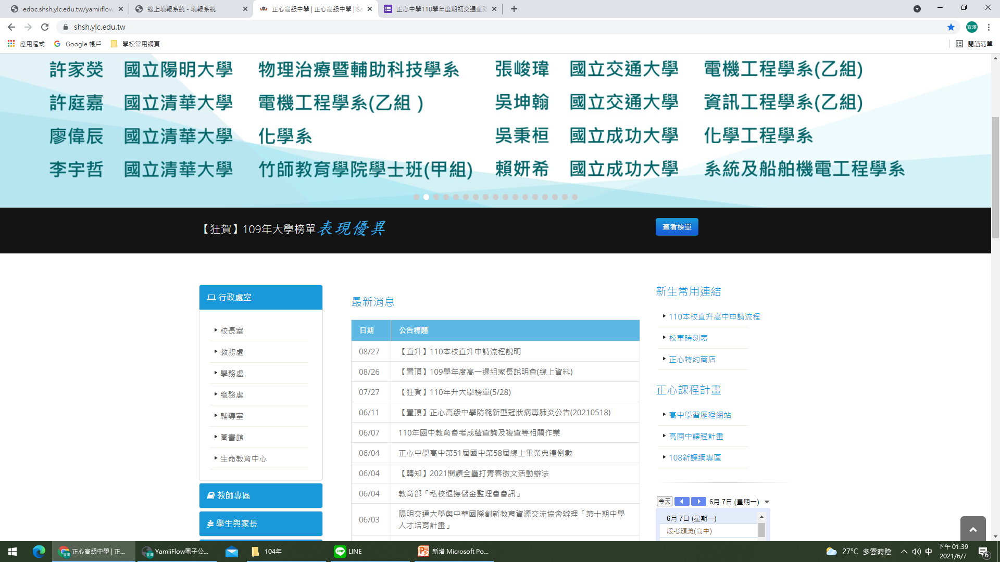 edoc.shsh.ylc.edu.tw/yamiiflow
線上填報系統 - 填報系統
正心高級中學 | 正心高級中學 | Sa
正心中學110學年度期初交通車路
shsh.ylc.edu.tw
宜澤
應用程式
Google 帳戶
學校常用網頁
閱讀清單
許家熒 國立陽明大學 物理治療暨輔助科技學系 張峻瑋 國立交通大學 電機工程學系(乙組)
許庭嘉 國立清華大學 電機工程學系(乙組 ) 吳坤翰 國立交通大學 資訊工程學系(乙組)
廖偉辰 國立清華大學 化學系 吳秉桓 國立成功大學 化學工程學系
李宇哲 國立清華大學 竹師教育學院學士班(甲組) 賴妍希 國立成功大學 系統及船舶機電工程學系
【狂賀】109年大學榜單表現優異
查看榜單
行政處室
校長室
教務處
學務處
總務處
輔導室
圖書館
生命教育中心
教師專區
學生與家長
最新消息
日期 公告標題
08/27 【直升】110本校直升申請流程說明
08/26 【置頂】109學年度高一選組家長說明會(線上資料)
07/27 【狂賀】110年升大學榜單(5/28)
06/11 【置頂】正心高級中學防範新型冠狀病毒肺炎公告(20210518)
06/07 110年國中教育會考成績查詢及複查等相關作業
06/04 正心中學高中第51屆國中第58屆線上畢業典禮倒數
06/04 【轉知】2021閱讀全壘打青春徵文活動辦法
06/04 教育部「私校退撫儲金監理會會訊」
06/03 陽明交通大學與中華國際創新教育資源交流協會辦理「第十期中學
人才培育計畫」
新生常用連結
110本校直升高中申請流程
校車時刻表
正心特約商店
正心課程計畫
高中學習歷程網站
高國中課程計畫
108新課綱專區
今天 6月 7日 (星期一)
6月 7日 (星期一)
段考頒獎(高中)
正心高級中學 | 正...
YamiiFlow電子公...
104年
LINE
新增 Microsoft Po...
27°C 多雲時陰
中
下午 01:39
2021/6/7
6